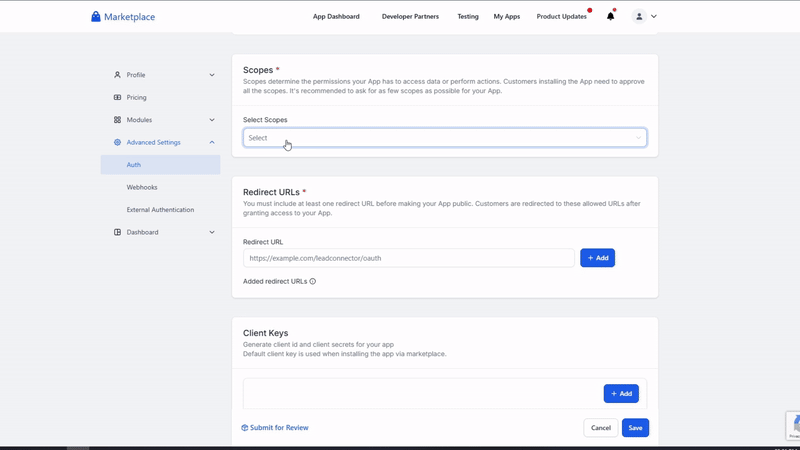 Marketplace
App Dashboard
Developer Partners
Testing
My Apps
Product Updates
Profile
Pricing
Modules
Advanced Settings
Auth
Webhooks
External Authentication
Dashboard
Scopes *
Scopes determine the permissions your App has to access data or perform actions. Customers installing the App need to approve
all the scopes. It's recommended to ask for as few scopes as possible for your App.
Select Scopes
Select
Redirect URLs *
You must include at least one redirect URL before making your App public. Customers are redirected to these allowed URLs after
granting access to your App.
Redirect URL
https://example.com/leadconnector/oauth
+ Add
Added redirect URLs
Client Keys
Generate client id and client secrets for your app
Default client key is used when installing the app via marketplace.
+ Add
Submit for Review
Cancel
Save